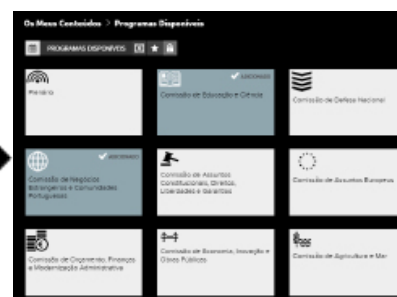 Os Meus Conteúdos > Programas Disponíveis
PROGRAMAS DISPONÍVEIS
Plenário
ADICIONADO
Comissão de Educação e Ciência
Comissão de Defesa Nacional
ADICIONADO
Comissão de Negócios
Estrangeiros e Comunidades
Portuguesas
Comissão de Assuntos
Constitucionais, Direitos,
Liberdades e Garantias
Comissão de Assuntos Europeus
Comissão de Orçamento, Finanças
e Modernização Administrativa
Comissão de Economia, Inovação e
Obras Públicas
Comissão de Agricultura e Mar